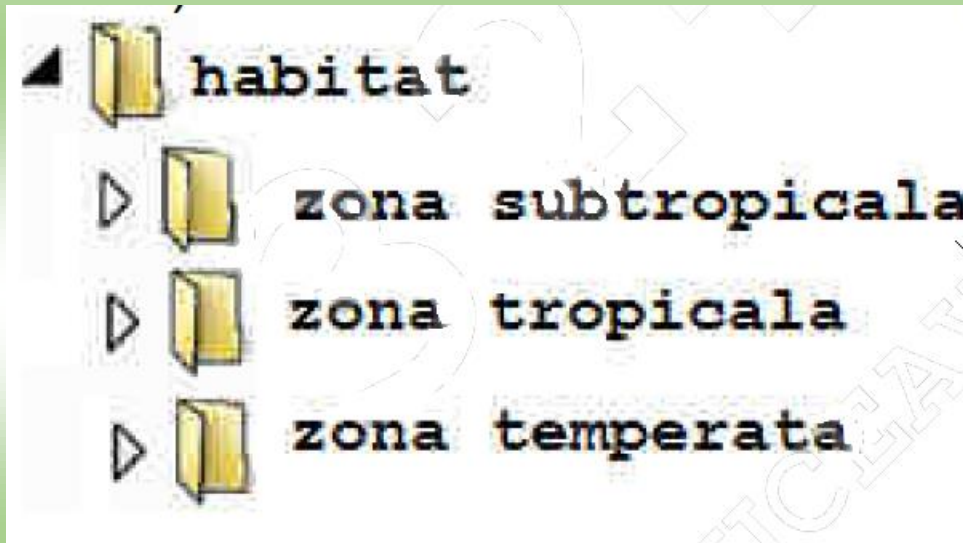 habitat
zona subtropicala
zona tropicala
zona temperata